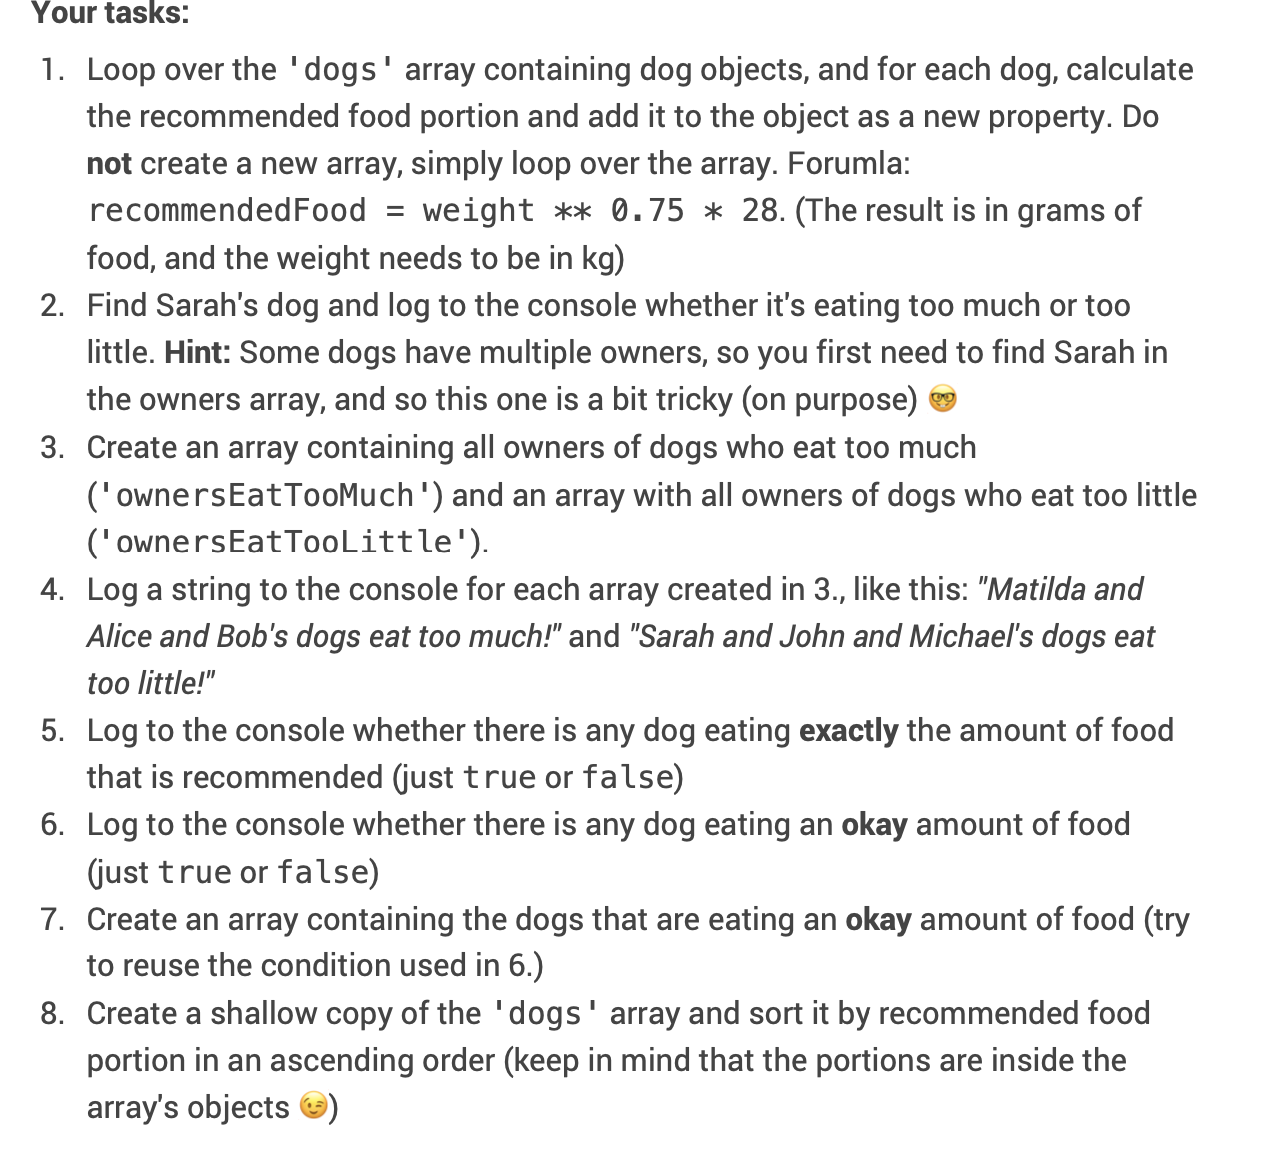 Your tasks:
1. Loop over the 'dogs' array containing dog objects, and for each dog, calculate
the recommended food portion and add it to the object as a new property. Do
not create a new array, simply loop over the array. Forumla:
recommendedFood = weight ** 0.75 * 28. (The result is in grams of
food, and the weight needs to be in kg)
2. Find Sarah's dog and log to the console whether it's eating too much or too
little. Hint: Some dogs have multiple owners, so you first need to find Sarah in
the owners array, and so this one is a bit tricky (on purpose) 🤓
3. Create an array containing all owners of dogs who eat too much
('ownersEatTooMuch') and an array with all owners of dogs who eat too little
('ownersEatTooLittle').
4. Log a string to the console for each array created in 3., like this: "Matilda and
Alice and Bob's dogs eat too much!" and "Sarah and John and Michael's dogs eat
too little!"
5. Log to the console whether there is any dog eating exactly the amount of food
that is recommended (just true or false)
6. Log to the console whether there is any dog eating an okay amount of food
(just true or false)
7. Create an array containing the dogs that are eating an okay amount of food (try
to reuse the condition used in 6.)
8. Create a shallow copy of the 'dogs' array and sort it by recommended food
portion in an ascending order (keep in mind that the portions are inside the
array's objects 😉)